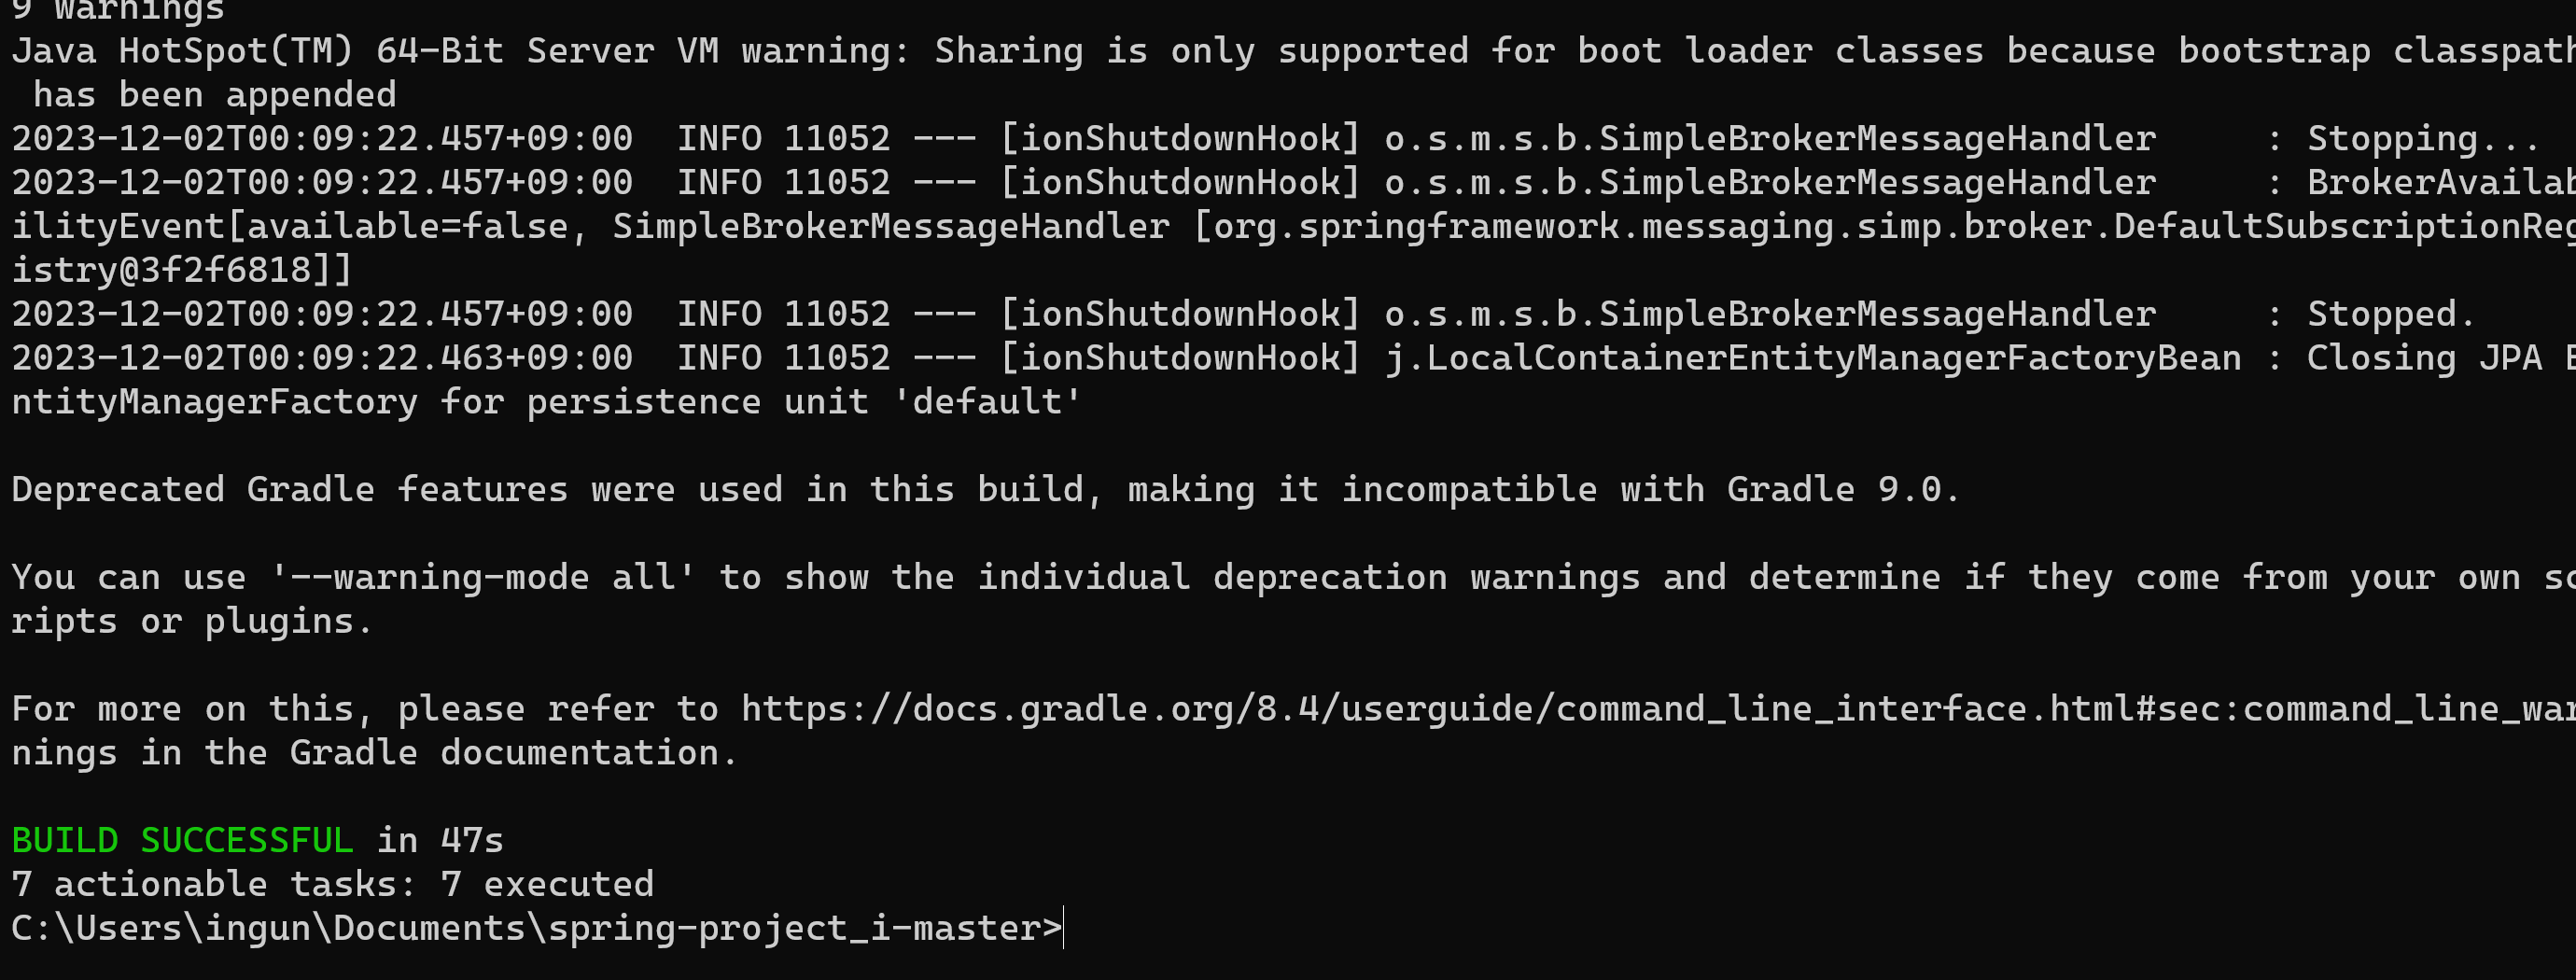 9 warnings
Java HotSpot(TM) 64-Bit Server VM warning: Sharing is only supported for boot loader classes because bootstrap classpath
 has been appended
2023-12-02T00:09:22.457+09:00  INFO 11052 --- [ionShutdownHook] o.s.m.s.b.SimpleBrokerMessageHandler     : Stopping...
2023-12-02T00:09:22.457+09:00  INFO 11052 --- [ionShutdownHook] o.s.m.s.b.SimpleBrokerMessageHandler     : BrokerAvailab
ilityEvent[available=false, SimpleBrokerMessageHandler [org.springframework.messaging.simp.broker.DefaultSubscriptionReg
istry@3f2f6818]]
2023-12-02T00:09:22.457+09:00  INFO 11052 --- [ionShutdownHook] o.s.m.s.b.SimpleBrokerMessageHandler     : Stopped.
2023-12-02T00:09:22.463+09:00  INFO 11052 --- [ionShutdownHook] j.LocalContainerEntityManagerFactoryBean : Closing JPA E
ntityManagerFactory for persistence unit 'default'
Deprecated Gradle features were used in this build, making it incompatible with Gradle 9.0.
You can use '--warning-mode all' to show the individual deprecation warnings and determine if they come from your own sc
ripts or plugins.
For more on this, please refer to https://docs.gradle.org/8.4/userguide/command_line_interface.html#sec:command_line_war
nings in the Gradle documentation.
BUILD SUCCESSFUL in 47s
7 actionable tasks: 7 executed
C:\Users\ingun\Documents\spring-project_i-master>